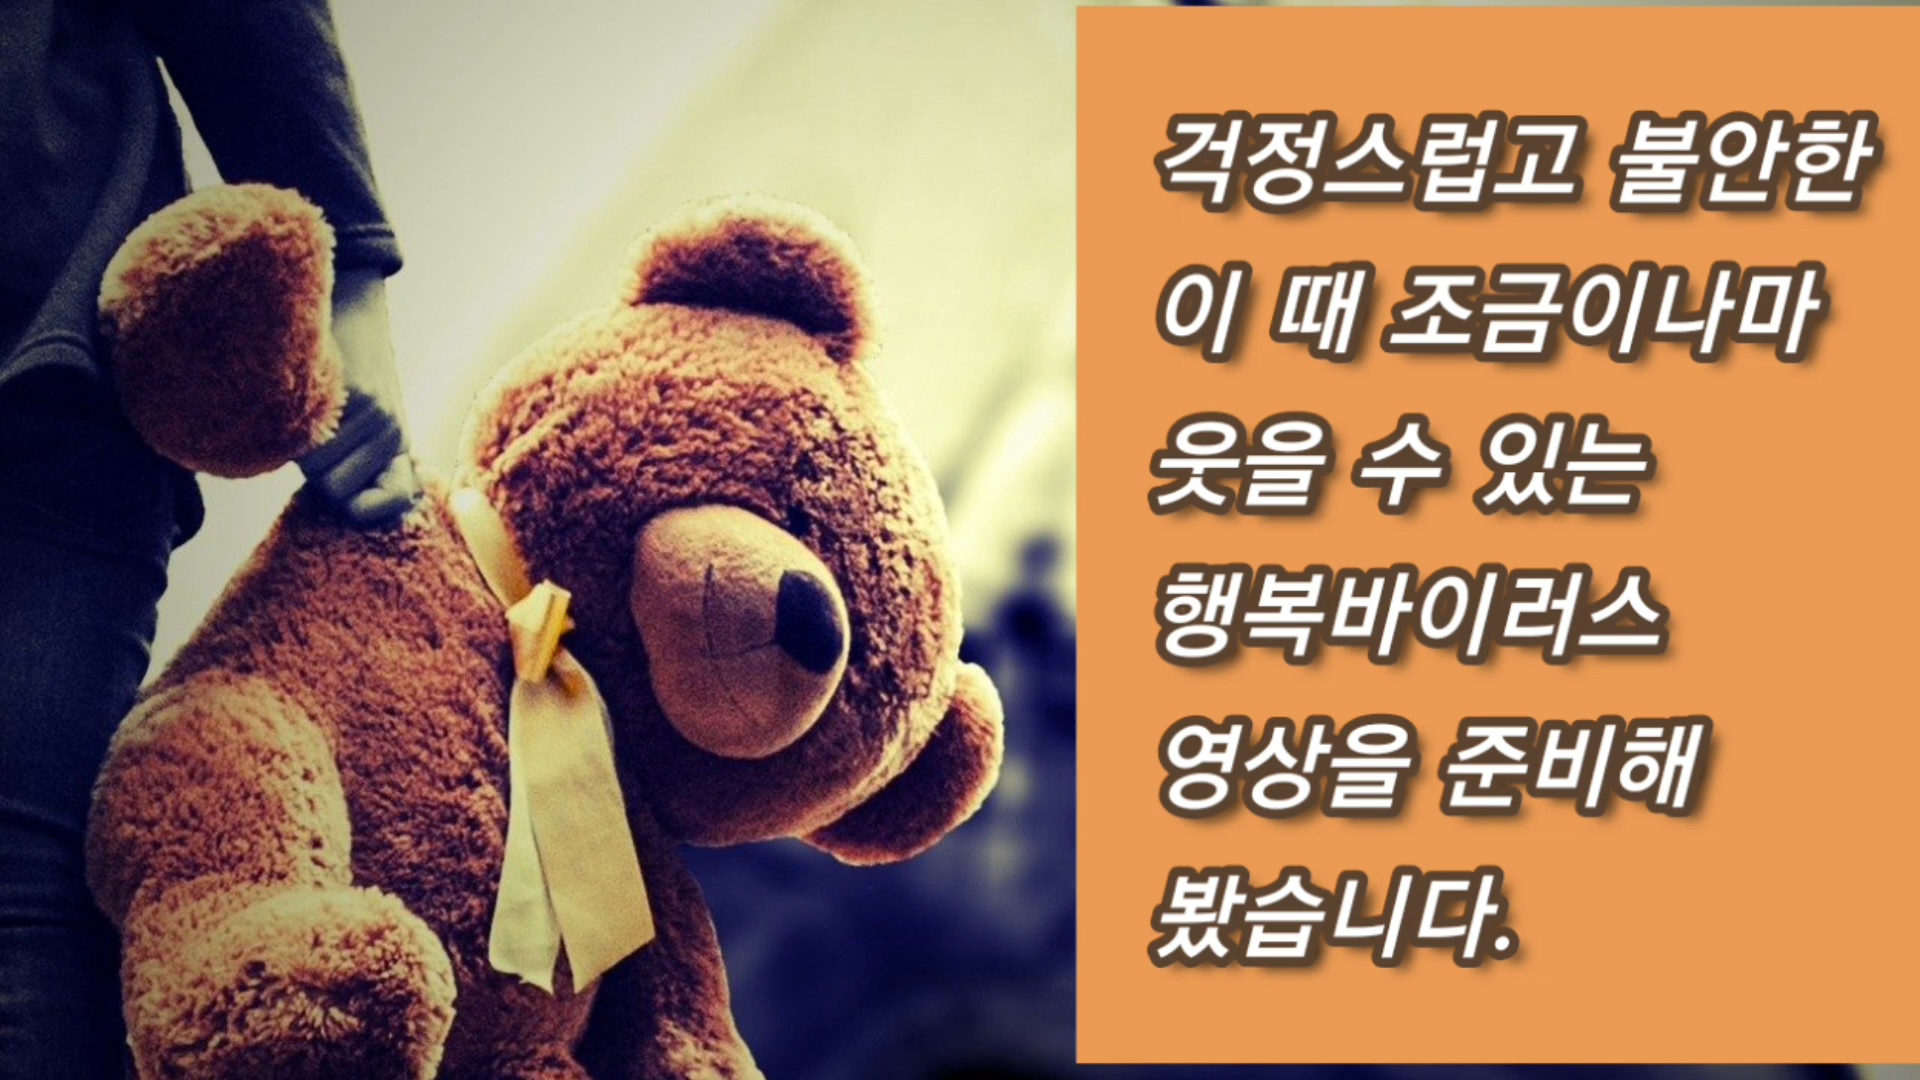 걱정스럽고 불안한
이 때 조금이나마
웃을 수 있는
행복바이러스
영상을 준비해
봤습니다.